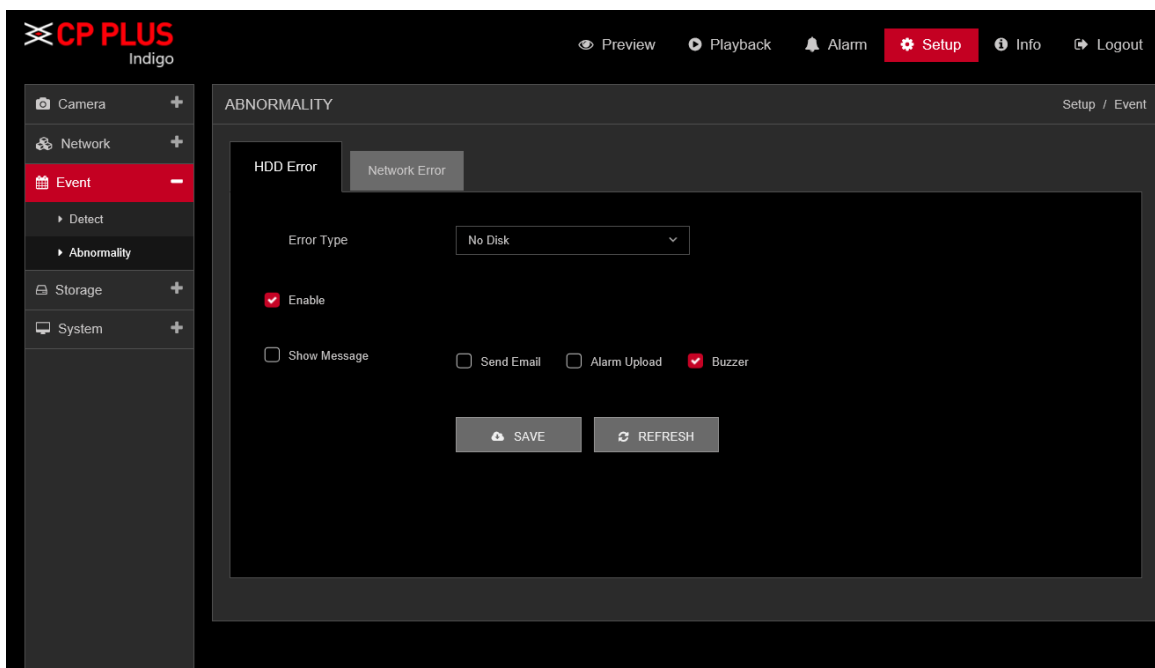 CP PLUS
Indigo
Preview Playback Alarm Setup Info Logout
Camera
Network
Event
Detect
Abnormality
Storage
System
ABNORMALITY Setup / Event
HDD Error Network Error
Error Type No Disk
Enable
Show Message Send Email Alarm Upload Buzzer
SAVE REFRESH